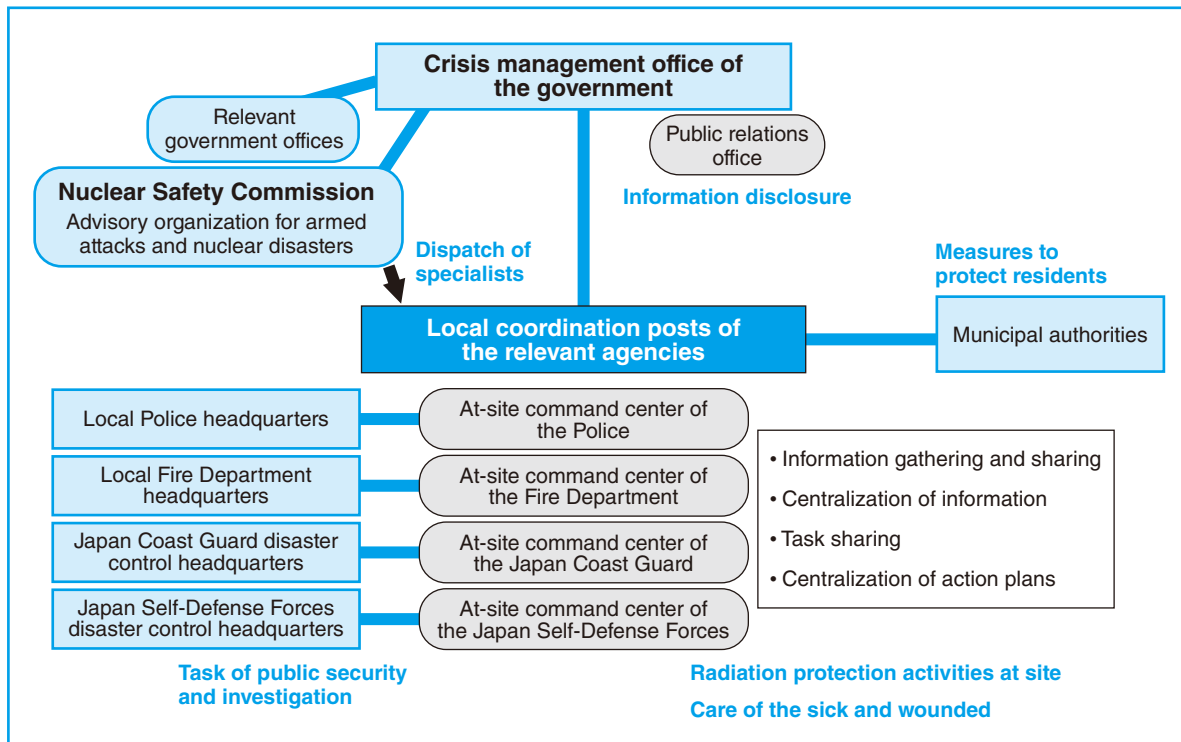 Crisis management office of
the government
Relevant
government offices
Public relations
office
Nuclear Safety Commission
Advisory organization for armed
attacks and nuclear disasters
Information disclosure
Dispatch of
specialists
Measures to
protect residents
Local coordination posts of
the relevant agencies
Municipal authorities
Local Police headquarters
At-site command center of
the Police
Local Fire Department
headquarters
At-site command center of
the Fire Department
Japan Coast Guard disaster
control headquarters
At-site command center of
the Japan Coast Guard
Japan Self-Defense Forces
disaster control headquarters
At-site command center of
the Japan Self-Defense Forces
• Information gathering and sharing
• Centralization of information
• Task sharing
• Centralization of action plans
Task of public security
and investigation
Radiation protection activities at site
Care of the sick and wounded